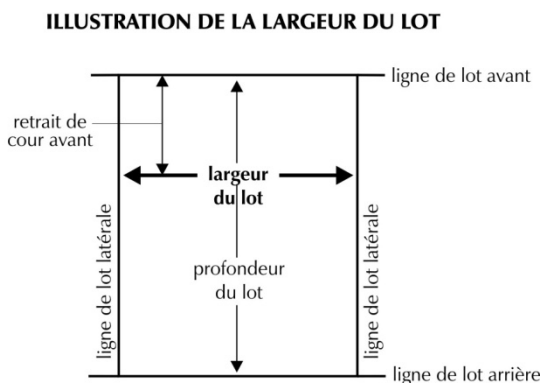 ILLUSTRATION DE LA LARGEUR DU LOT
ligne de lot avant
retrait de
cour avant
largeur
du lot
ligne de lot latérale
profondeur
du lot
ligne de lot latérale
ligne de lot arrière